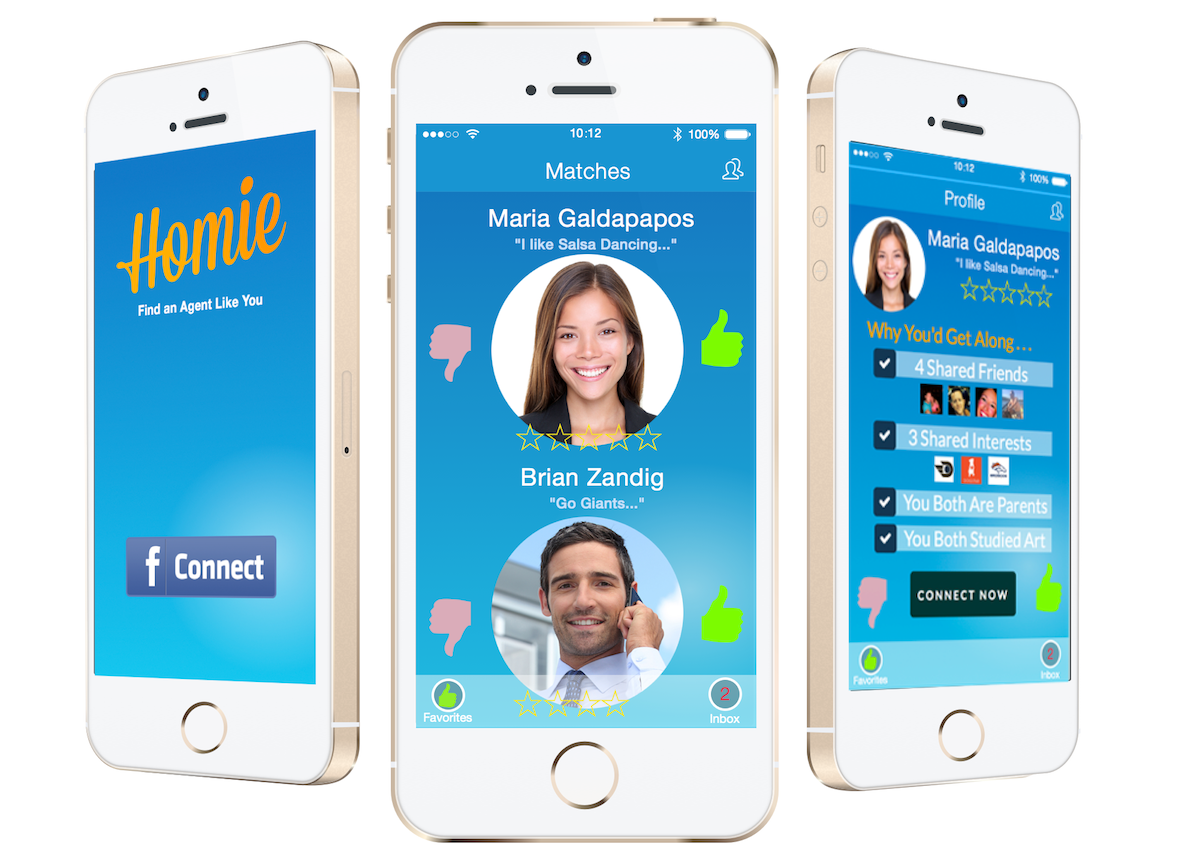 Homie
Find an Agent Like You
f Connect
10:12
100%
Matches
Maria Galdapapos
"I like Salsa Dancing..."
Brian Zandig
"Go Giants..."
Favorites
2
Inbox
10:12
100%
Profile
Maria Galdapapos
"I like Salsa Dancing..."
Why You'd Get Along...
4 Shared Friends
3 Shared Interests
You Both Are Parents
You Both Studied Art
CONNECT NOW
Favorites
2
Inbox